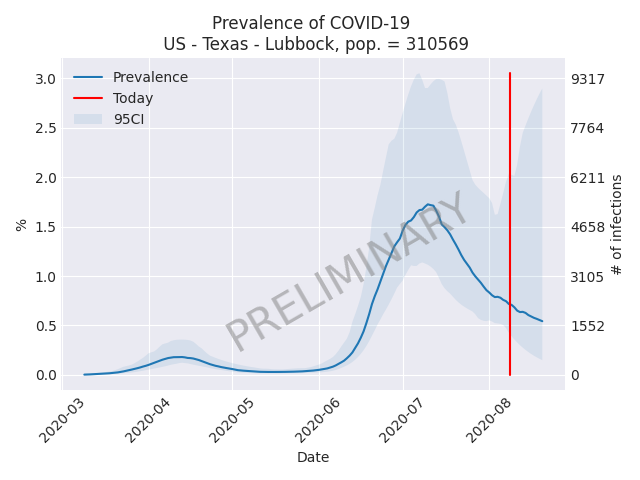 Prevalence of COVID-19
US - Texas - Lubbock, pop. = 310569
Prevalence
Today
95CI
3.0
2.5
2.0
1.5
1.0
0.5
0.0
%
9317
7764
6211
4658
3105
1552
0
# of infections
PRELIMINARY
2020-03
2020-04
2020-05
2020-06
2020-07
2020-08
Date